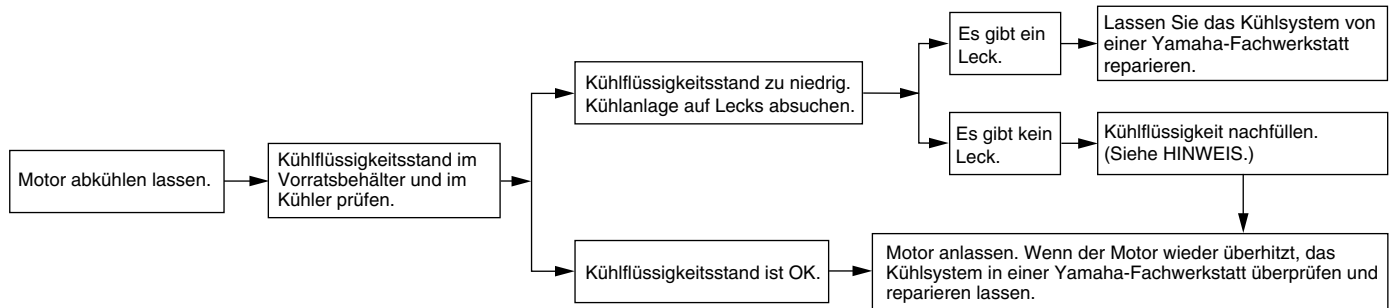 Motor abkühlen lassen.
Kühlflüssigkeitsstand im
Vorratsbehälter und im
Kühler prüfen.
Kühlflüssigkeitsstand zu niedrig.
Kühlanlage auf Lecks absuchen.
Es gibt ein
Leck.
Lassen Sie das Kühlsystem von
einer Yamaha-Fachwerkstatt
reparieren.
Es gibt kein
Leck.
Kühlflüssigkeit nachfüllen.
(Siehe HINWEIS.)
Kühlflüssigkeitsstand ist OK.
Motor anlassen. Wenn der Motor wieder überhitzt, das
Kühlsystem in einer Yamaha-Fachwerkstatt überprüfen und
reparieren lassen.